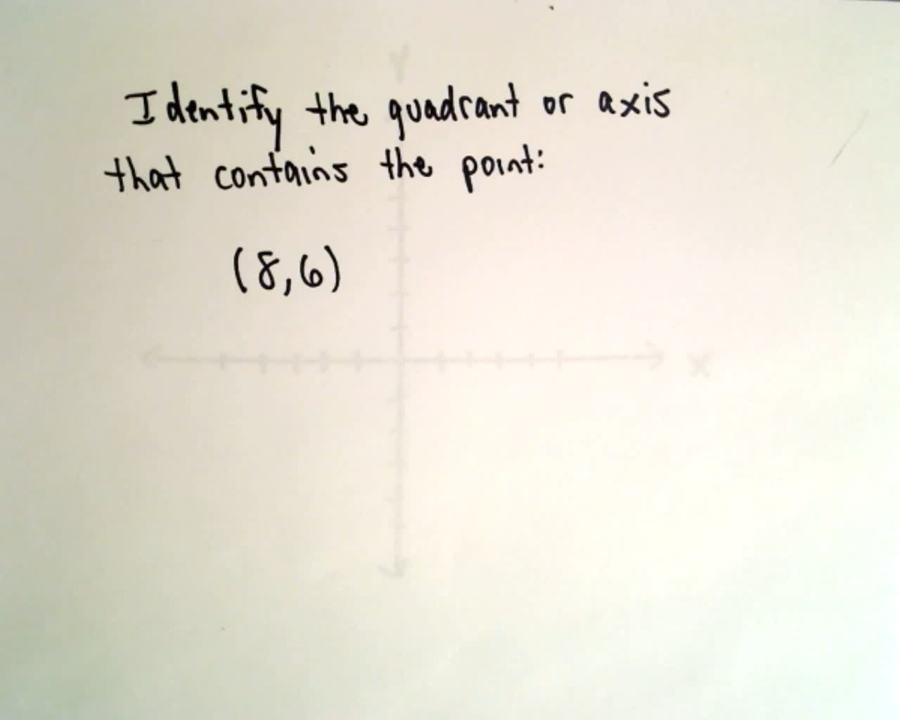 Identify the quadrant or axis
that contains the point:
(8,6)
Y
X